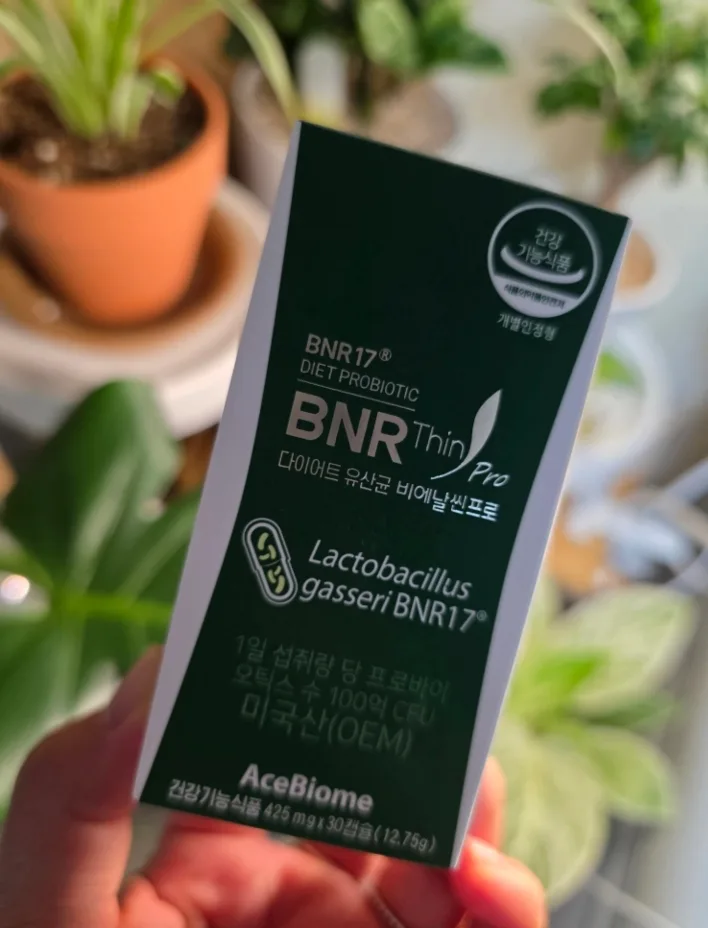 건강
기능식품
식품의약품안전처
개별인정형
BNR17®
DIET PROBIOTIC
BNR Thin Pro
다이어트 유산균 비에날씬프로
Lactobacillus
gasseri BNR17®
1일 섭취량 당 프로바이
오틱스 수 100억 CFU
미국산(OEM)
AceBiome
건강기능식품 425 mg x 30캡슐(12.75g)